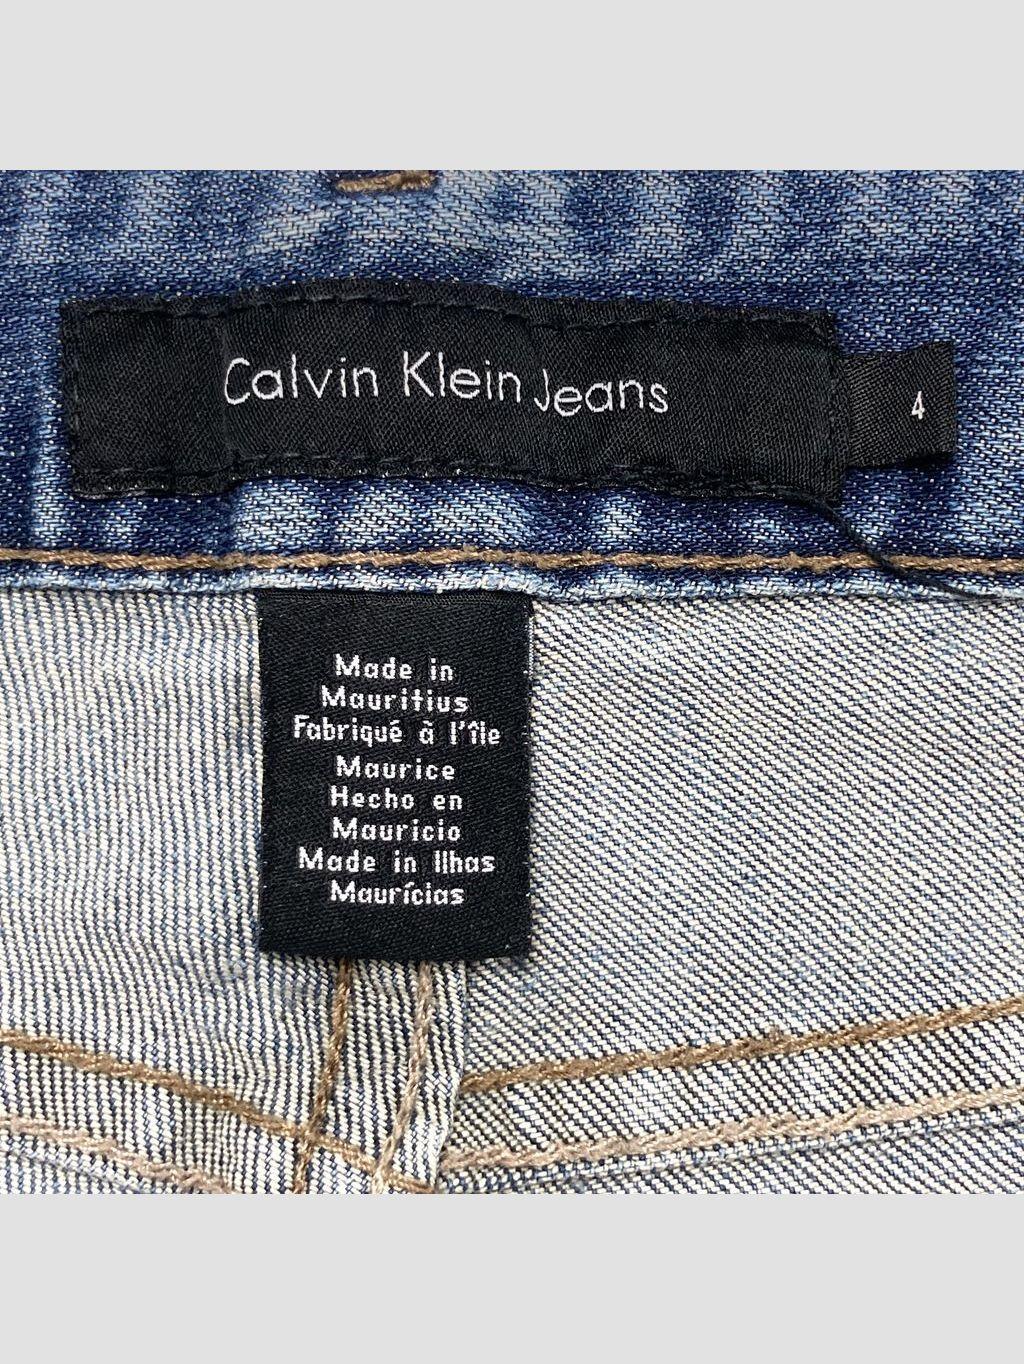 Calvin Klein Jeans
4
Made in
Mauritius
Fabriqué à l'île
Maurice
Hecho en
Mauricio
Made in Ilhas
Maurícias